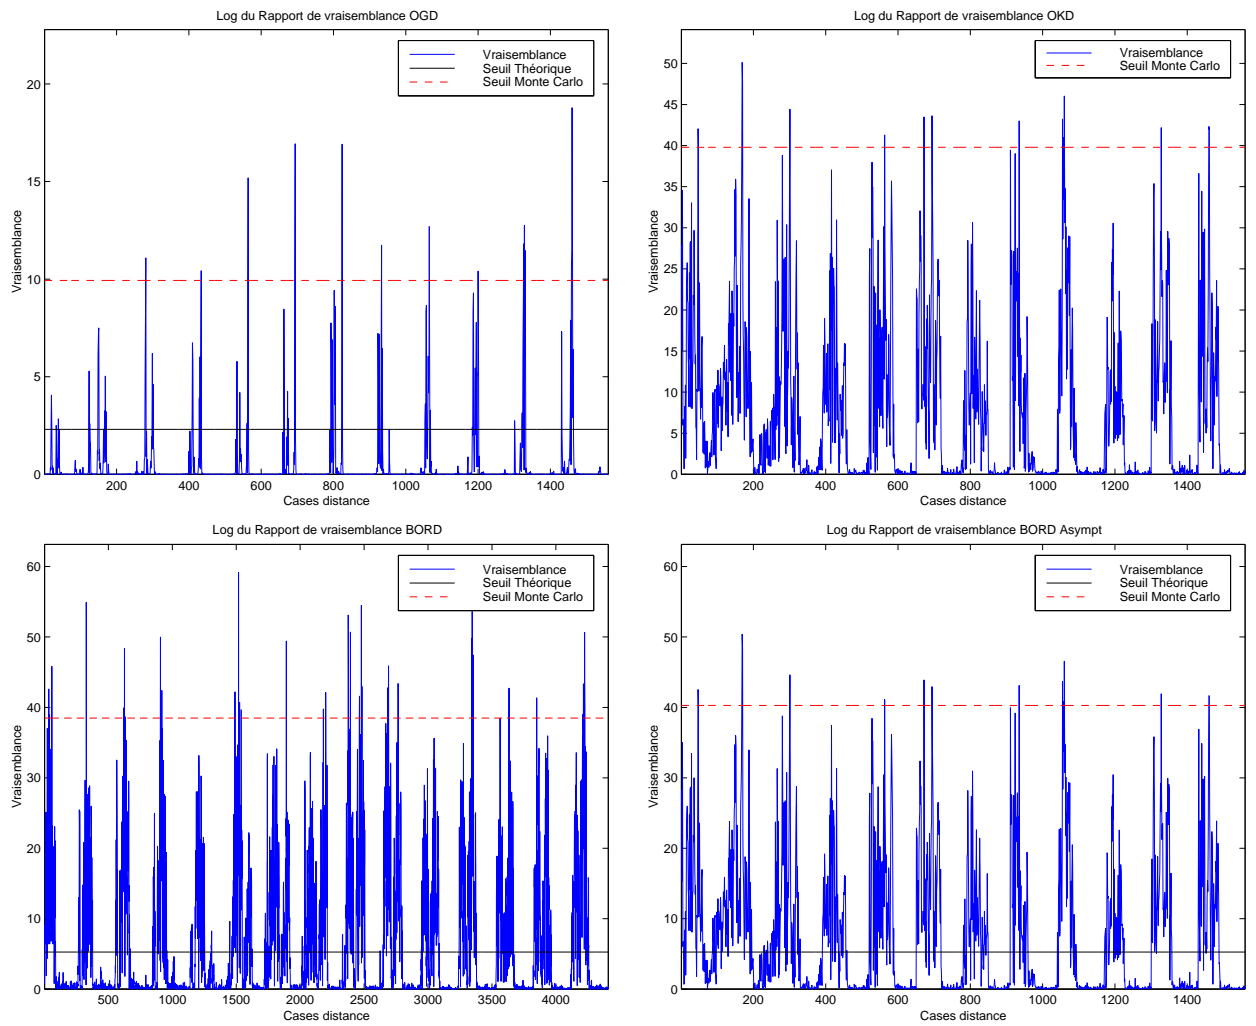 Log du Rapport de vraisemblance OGD
Vraisemblance
Seuil Théorique
Seuil Monte Carlo
20
15
10
5
0
Vraisemblance
200 400 600 800 1000 1200 1400
Cases distance
Log du Rapport de vraisemblance OKD
Vraisemblance
Seuil Monte Carlo
50
45
40
35
30
25
20
15
10
5
0
Vraisemblance
200 400 600 800 1000 1200 1400
Cases distance
Log du Rapport de vraisemblance BORD
Vraisemblance
Seuil Théorique
Seuil Monte Carlo
60
50
40
30
20
10
0
Vraisemblance
500 1000 1500 2000 2500 3000 3500 4000
Cases distance
Log du Rapport de vraisemblance BORD Asympt
Vraisemblance
Seuil Théorique
Seuil Monte Carlo
60
50
40
30
20
10
0
Vraisemblance
200 400 600 800 1000 1200 1400
Cases distance